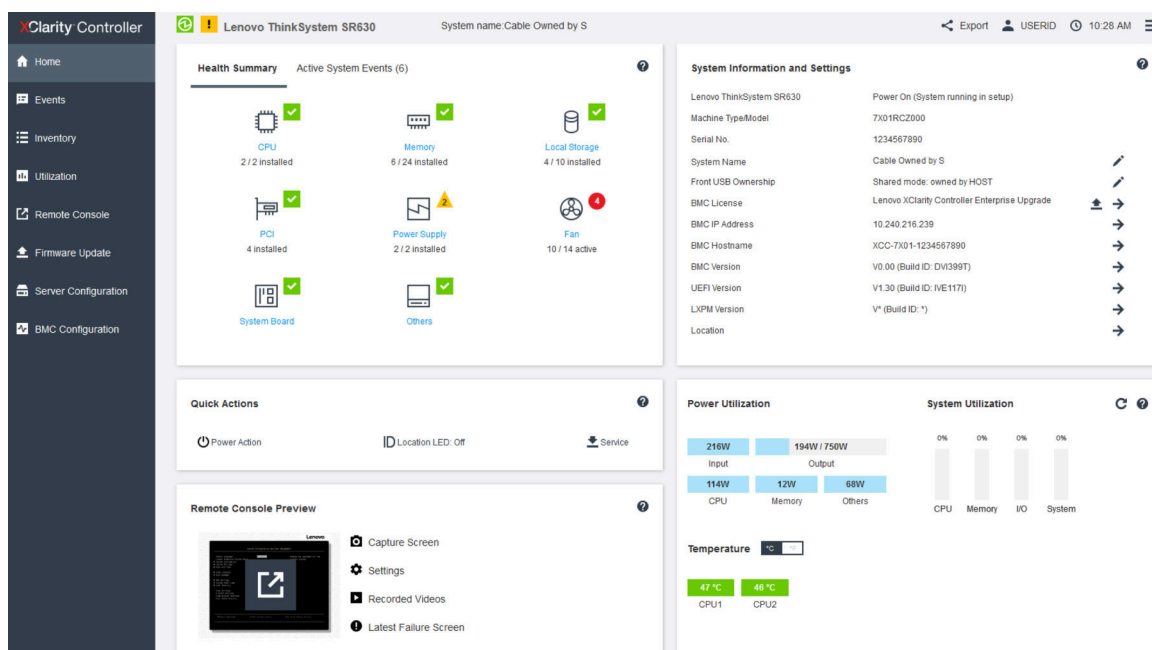 XClarity Controller
Lenovo ThinkSystem SR630
System name:Cable Owned by S
Export
USERID
10:28 AM
Home
Events
Inventory
Utilization
Remote Console
Firmware Update
Server Configuration
BMC Configuration
Health Summary
Active System Events (6)
CPU
2 / 2 installed
Memory
6 / 24 installed
Local Storage
4 / 10 installed
PCI
4 installed
2
Power Supply
2 / 2 installed
4
Fan
10 / 14 active
System Board
Others
System Information and Settings
Lenovo ThinkSystem SR630 Power On (System running in setup)
Machine Type/Model 7X01RCZ000
Serial No. 1234567890
System Name Cable Owned by S
Front USB Ownership Shared mode: owned by HOST
BMC License Lenovo XClarity Controller Enterprise Upgrade
BMC IP Address 10.240.216.239
BMC Hostname XCC-7X01-1234567890
BMC Version V0.00 (Build ID: DVI399T)
UEFI Version V1.30 (Build ID: IVE117I)
LXPM Version V* (Build ID: *)
Location
Quick Actions
Power Action
ID Location LED: Off
Service
Remote Console Preview
Lenovo
Capture Screen
Settings
Recorded Videos
Latest Failure Screen
Power Utilization
216W 194W / 750W
Input Output
114W 12W 68W
CPU Memory Others
System Utilization
0% 0% 0% 0%
CPU Memory I/O System
Temperature °C
47 °C 46 °C
CPU1 CPU2